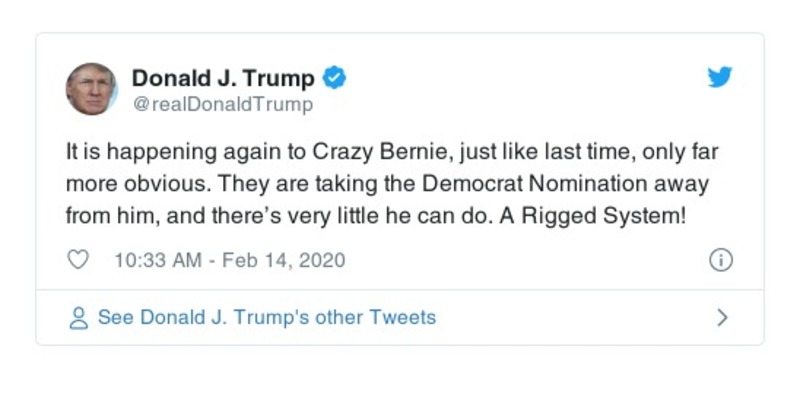 Donald J. Trump
@realDonaldTrump
It is happening again to Crazy Bernie, just like last time, only far
more obvious. They are taking the Democrat Nomination away
from him, and there’s very little he can do. A Rigged System!
10:33 AM - Feb 14, 2020
See Donald J. Trump's other Tweets